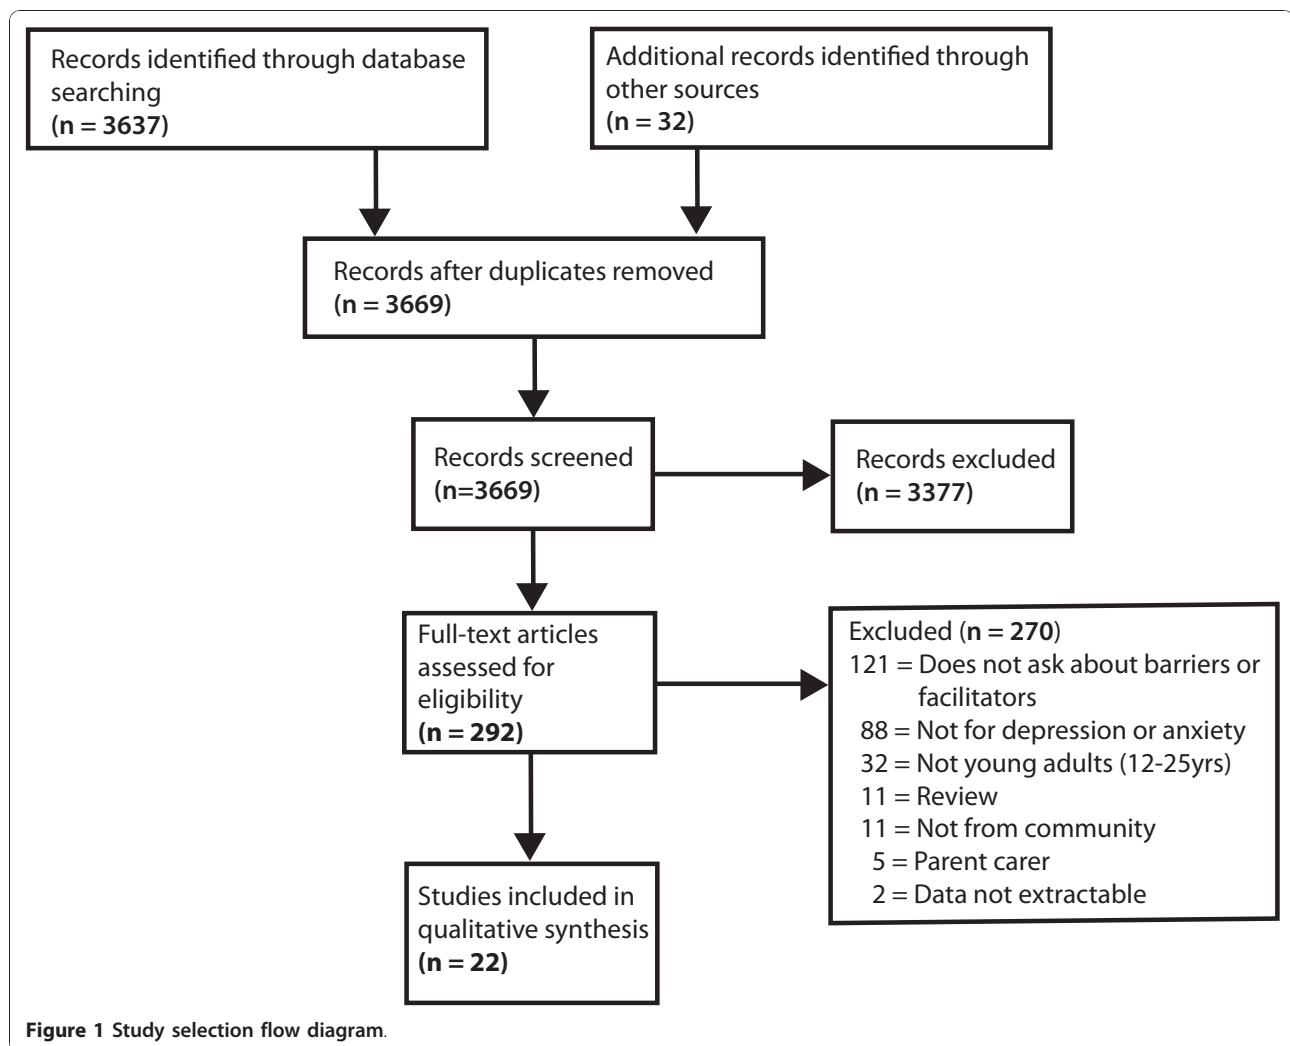 Records identified through database
searching
(n = 3637)
Additional records identified through
other sources
(n = 32)
Records after duplicates removed
(n = 3669)
Records screened
(n=3669)
Records excluded
(n = 3377)
Full-text articles
assessed for
eligibility
(n = 292)
Excluded (n = 270)
121 = Does not ask about barriers or
facilitators
88 = Not for depression or anxiety
32 = Not young adults (12-25yrs)
11 = Review
11 = Not from community
5 = Parent carer
2 = Data not extractable
Studies included in
qualitative synthesis
(n = 22)
Figure 1 Study selection flow diagram.